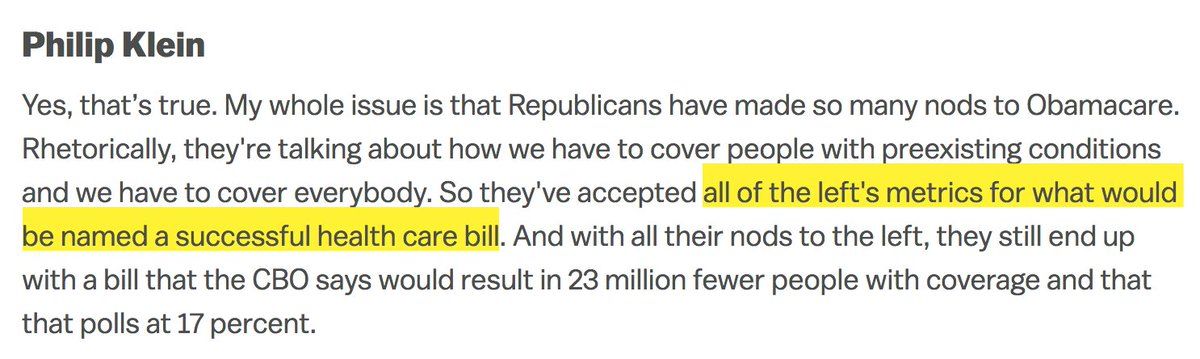 Philip Klein
Yes, that’s true. My whole issue is that Republicans have made so many nods to Obamacare.
Rhetorically, they're talking about how we have to cover people with preexisting conditions
and we have to cover everybody. So they've accepted all of the left's metrics for what would
be named a successful health care bill. And with all their nods to the left, they still end up
with a bill that the CBO says would result in 23 million fewer people with coverage and that
that polls at 17 percent.